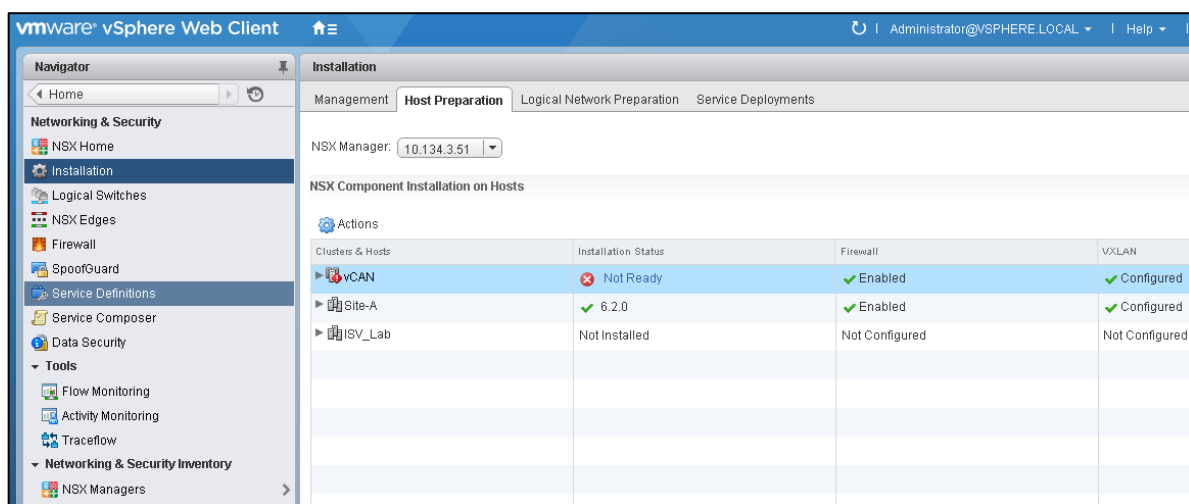 vmware® vSphere Web Client
Administrator@VSPHERE.LOCAL | Help
Navigator
Home
Networking & Security
NSX Home
Installation
Logical Switches
NSX Edges
Firewall
SpoofGuard
Service Definitions
Service Composer
Data Security
Tools
Flow Monitoring
Activity Monitoring
Traceflow
Networking & Security Inventory
NSX Managers
Installation
Management Host Preparation Logical Network Preparation Service Deployments
NSX Manager: 10.134.3.51
NSX Component Installation on Hosts
Actions
Clusters & Hosts Installation Status Firewall VXLAN
vCAN Not Ready Enabled Configured
Site-A 6.2.0 Enabled Configured
ISV_Lab Not Installed Not Configured Not Configured